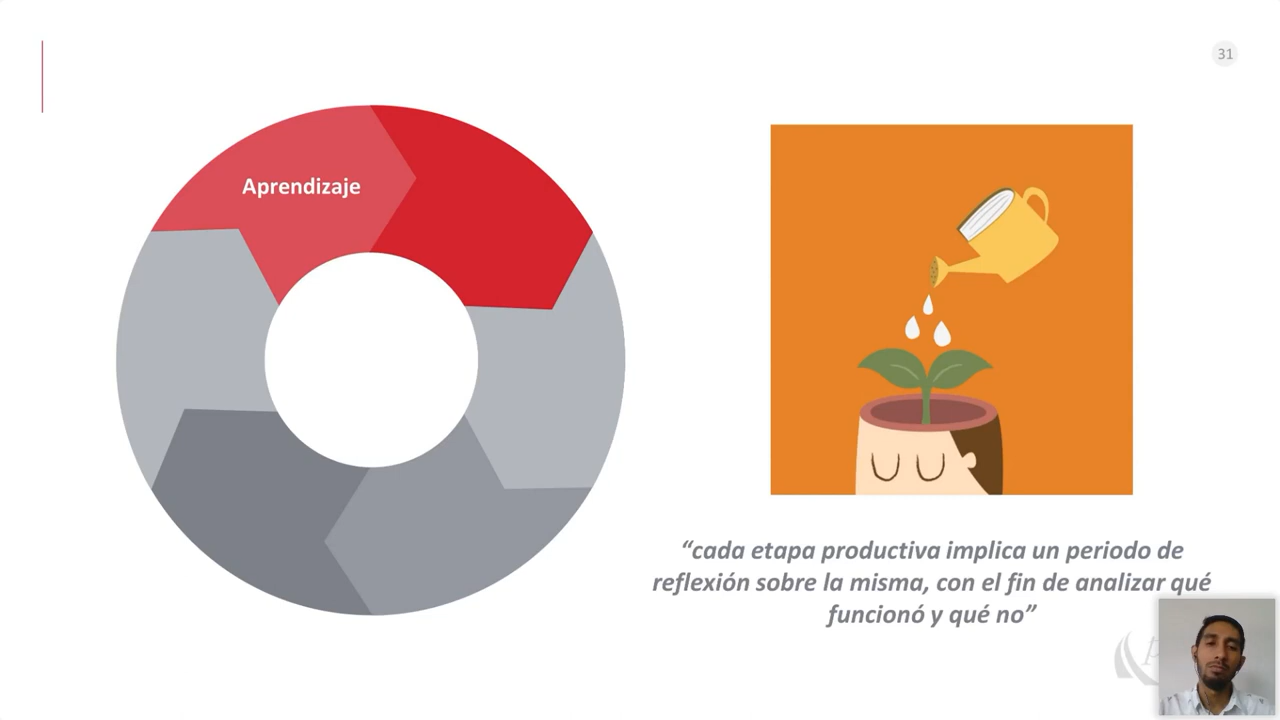 31
Aprendizaje
“cada etapa productiva implica un periodo de
reflexión sobre la misma, con el fin de analizar qué
funcionó y qué no”